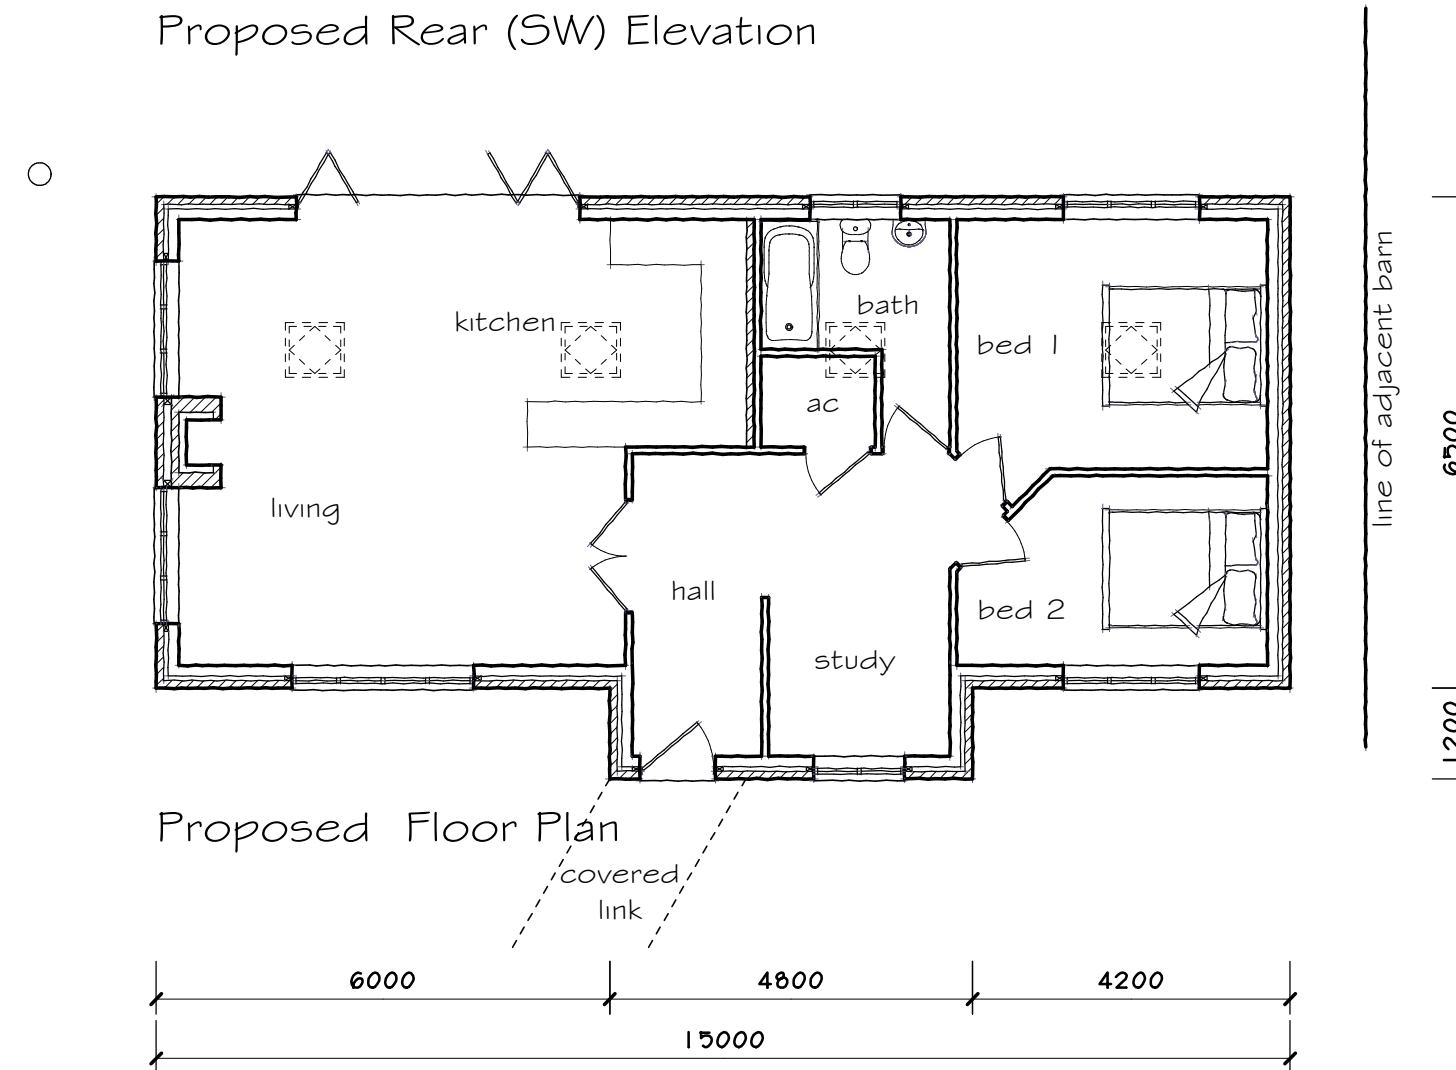 Proposed Rear (SW) Elevation
kitchen
bath
bed 1
ac
living
hall
bed 2
study
line of adjacent barn
6500
1200
Proposed Floor Plan
covered
link
6000
4800
4200
15000